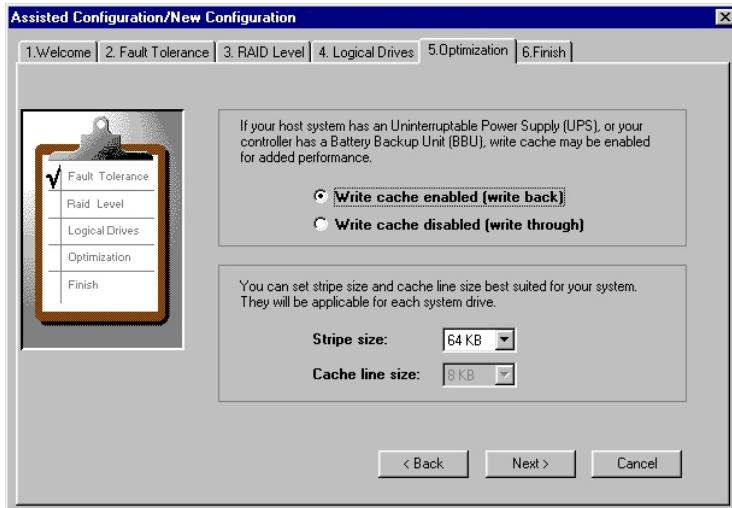 Assisted Configuration/New Configuration
1.Welcome 2. Fault Tolerance 3. RAID Level 4. Logical Drives 5.Optimization 6.Finish
Fault Tolerance
Raid Level
Logical Drives
Optimization
Finish
If your host system has an Uninterruptable Power Supply (UPS), or your
controller has a Battery Backup Unit (BBU), write cache may be enabled
for added performance.
Write cache enabled (write back)
Write cache disabled (write through)
You can set stripe size and cache line size best suited for your system.
They will be applicable for each system drive.
Stripe size: 64 KB
Cache line size: 8 KB
< Back Next > Cancel